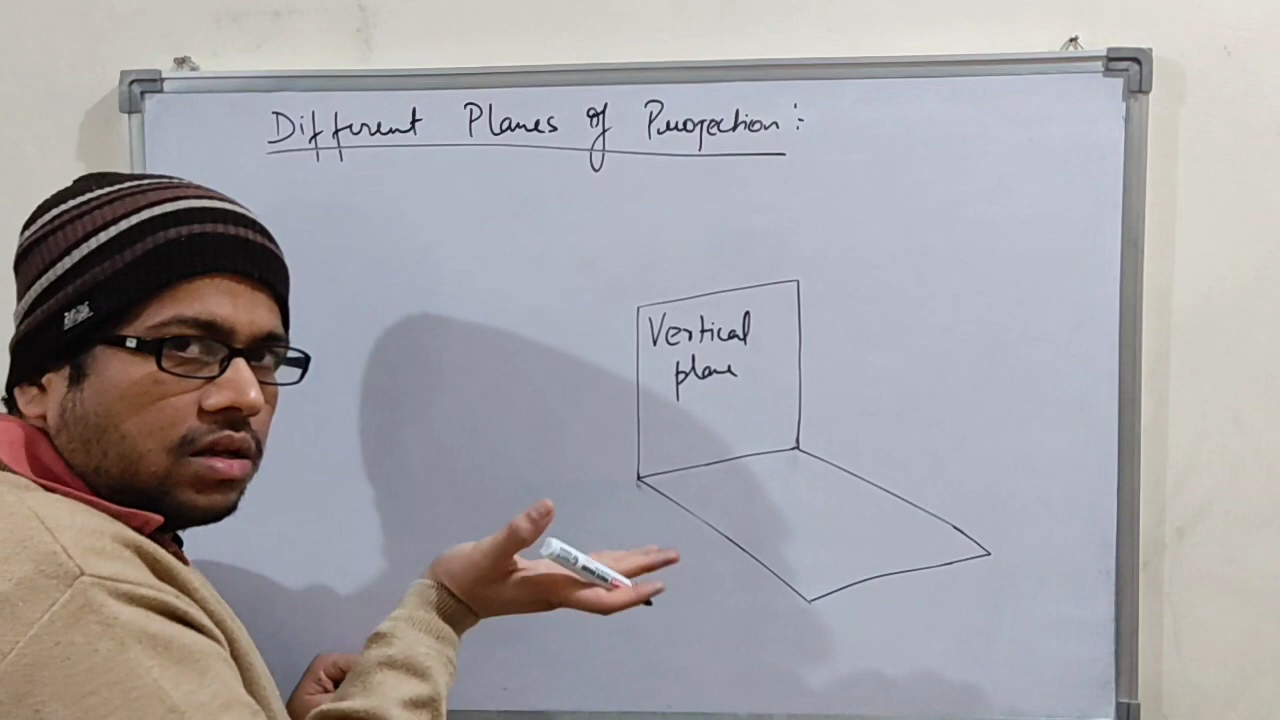 Different Planes of Projection:
Vertical
plane